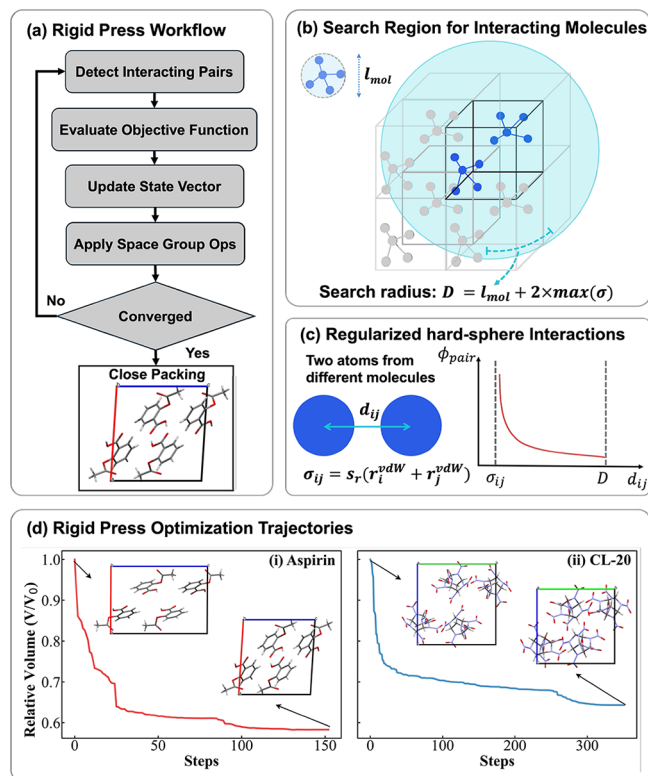 (a) Rigid Press Workflow
Detect Interacting Pairs
Evaluate Objective Function
Update State Vector
Apply Space Group Ops
No
Converged
Yes
Close Packing
(b) Search Region for Interacting Molecules
l_mol
Search radius: D = l_mol + 2×max(σ)
(c) Regularized hard-sphere Interactions
Two atoms from
different molecules
d_ij
σ_ij = s_r(r_i^vdW + r_j^vdW)
ϕ_pair
σ_ij
D
d_ij
(d) Rigid Press Optimization Trajectories
Relative Volume (V/V₀)
1.0
0.9
0.8
0.7
0.6
(i) Aspirin
0
50
100
150
Steps
(ii) CL-20
0
100
200
300
Steps